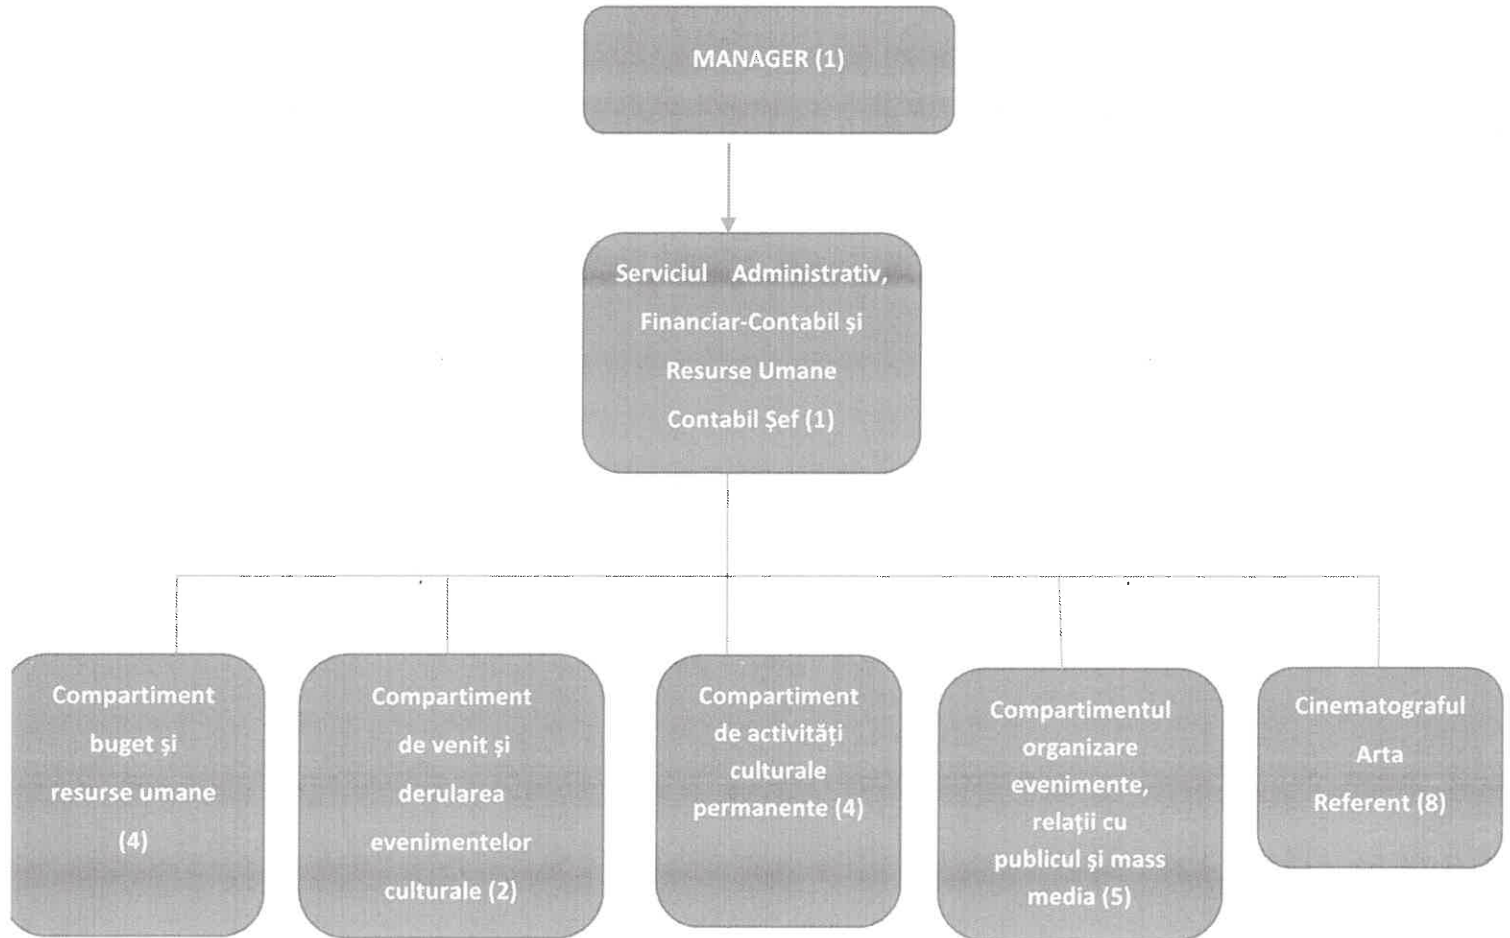 MANAGER (1)
Serviciul Administrativ,
Financiar-Contabil și
Resurse Umane
Contabil Șef (1)
Compartiment
buget și
resurse umane
(4)
Compartiment
de venit și
derularea
evenimentelor
culturale (2)
Compartiment
de activități
culturale
permanente (4)
Compartimentul
organizare
evenimente,
relații cu
publicul și mass
media (5)
Cinematograful
Arta
Referent (8)